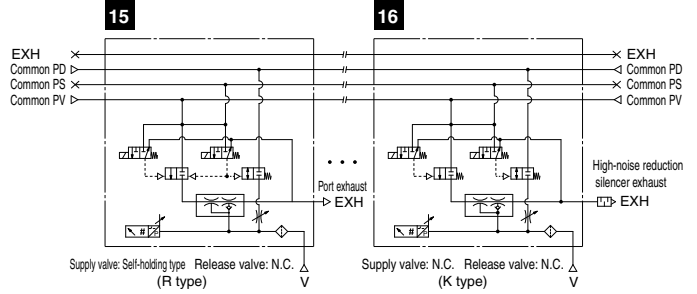 15
16
EXH
Common PD
Common PS
Common PV
EXH
Common PD
Common PS
Common PV
Port exhaust
EXH
High-noise reduction
silencer exhaust
EXH
#
#
Supply valve: Self-holding type Release valve: N.C.
(R type)
V
Supply valve: N.C. Release valve: N.C.
(K type)
V